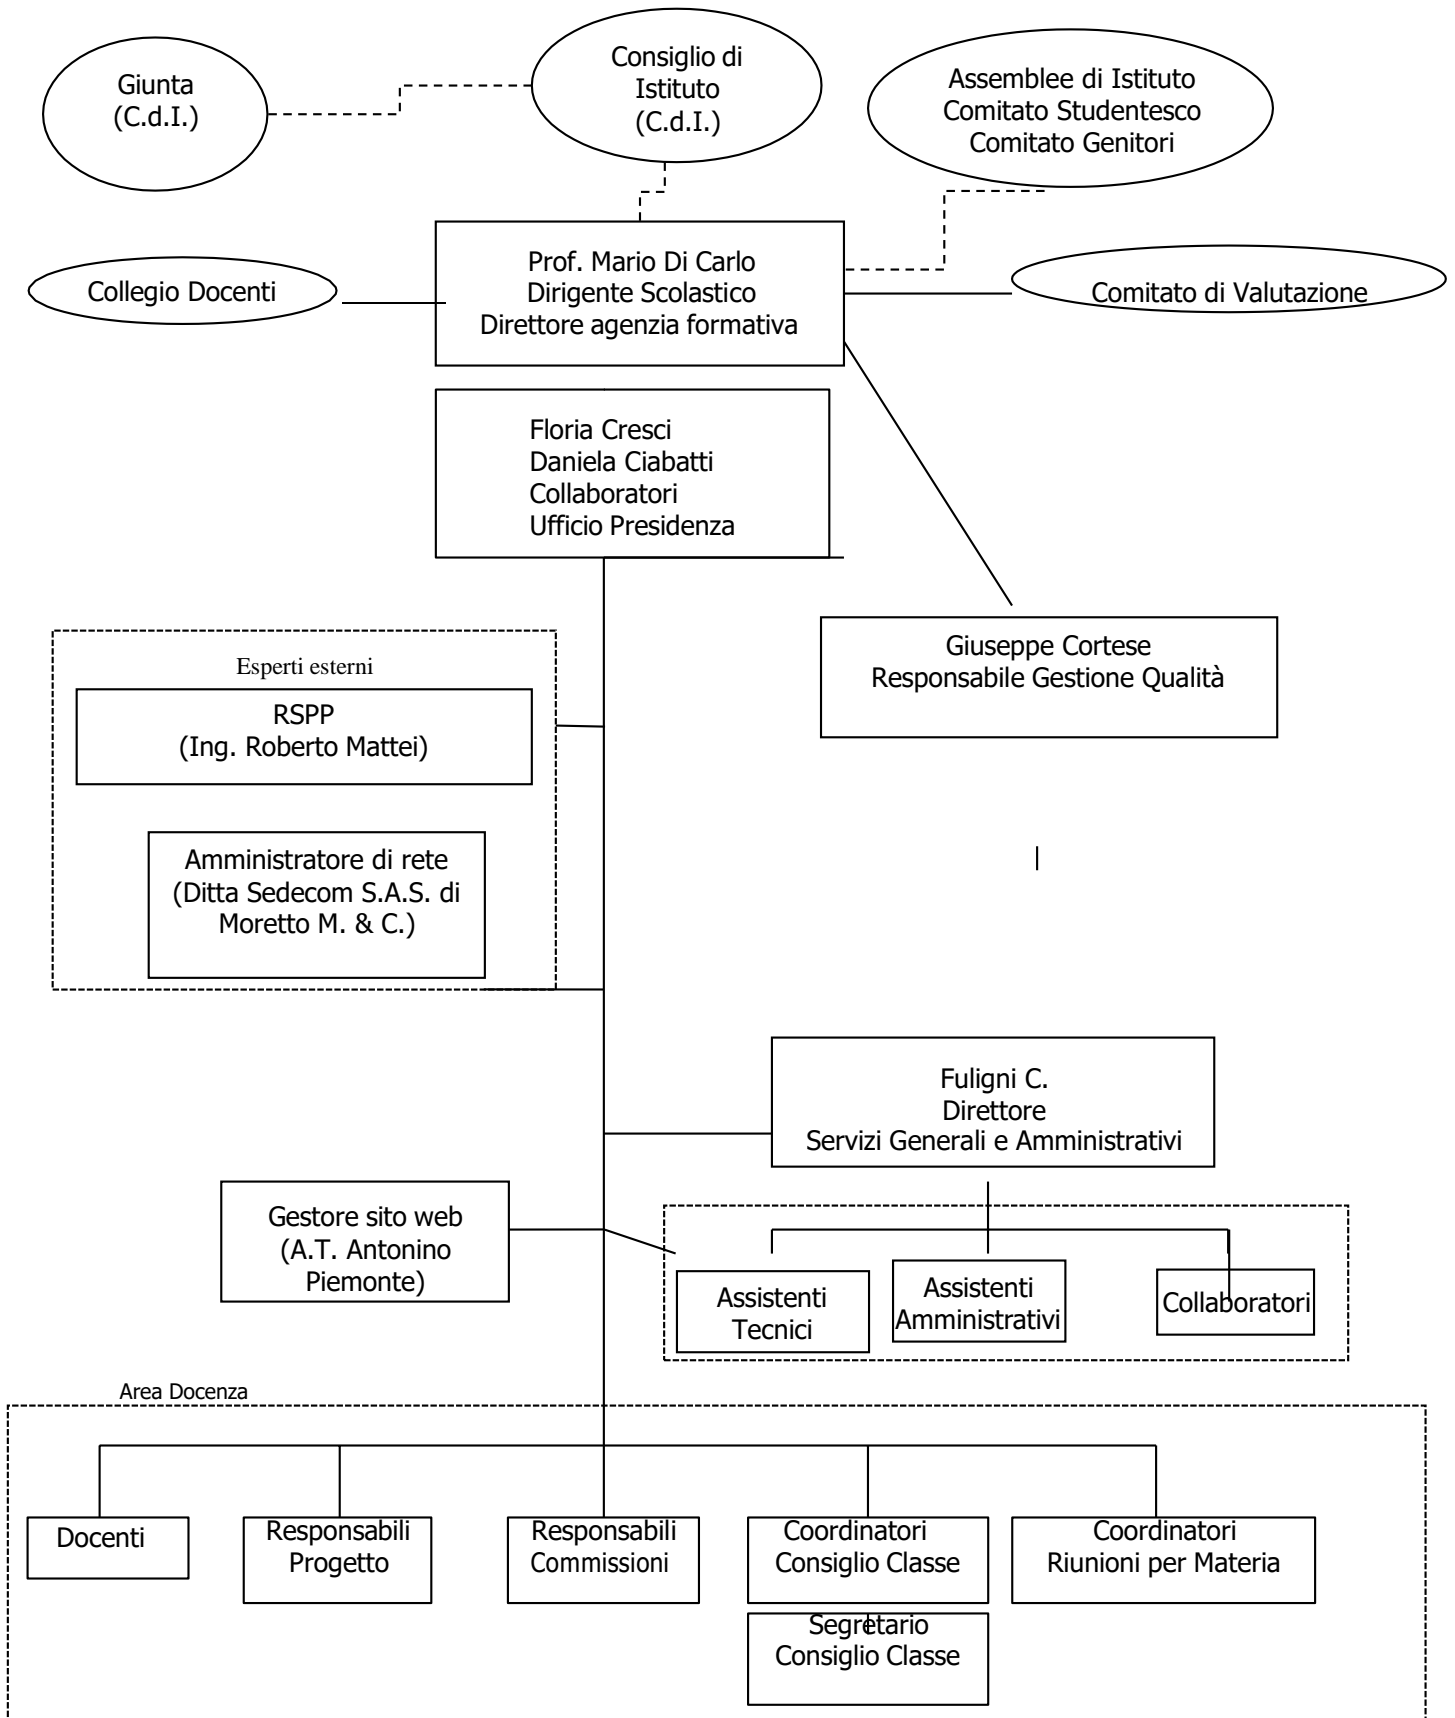 Giunta
(C.d.I.)
Consiglio di
Istituto
(C.d.I.)
Assemblee di Istituto
Comitato Studentesco
Comitato Genitori
Collegio Docenti
Prof. Mario Di Carlo
Dirigente Scolastico
Direttore agenzia formativa
Comitato di Valutazione
Floria Cresci
Daniela Ciabatti
Collaboratori
Ufficio Presidenza
Giuseppe Cortese
Responsabile Gestione Qualità
Esperti esterni
RSPP
(Ing. Roberto Mattei)
Amministratore di rete
(Ditta Sedecom S.A.S. di
Moretto M. & C.)
Fuligni C.
Direttore
Servizi Generali e Amministrativi
Gestore sito web
(A.T. Antonino
Piemonte)
Assistenti
Tecnici
Assistenti
Amministrativi
Collaboratori
Area Docenza
Docenti
Responsabili
Progetto
Responsabili
Commissioni
Coordinatori
Consiglio Classe
Coordinatori
Riunioni per Materia
Segretario
Consiglio Classe